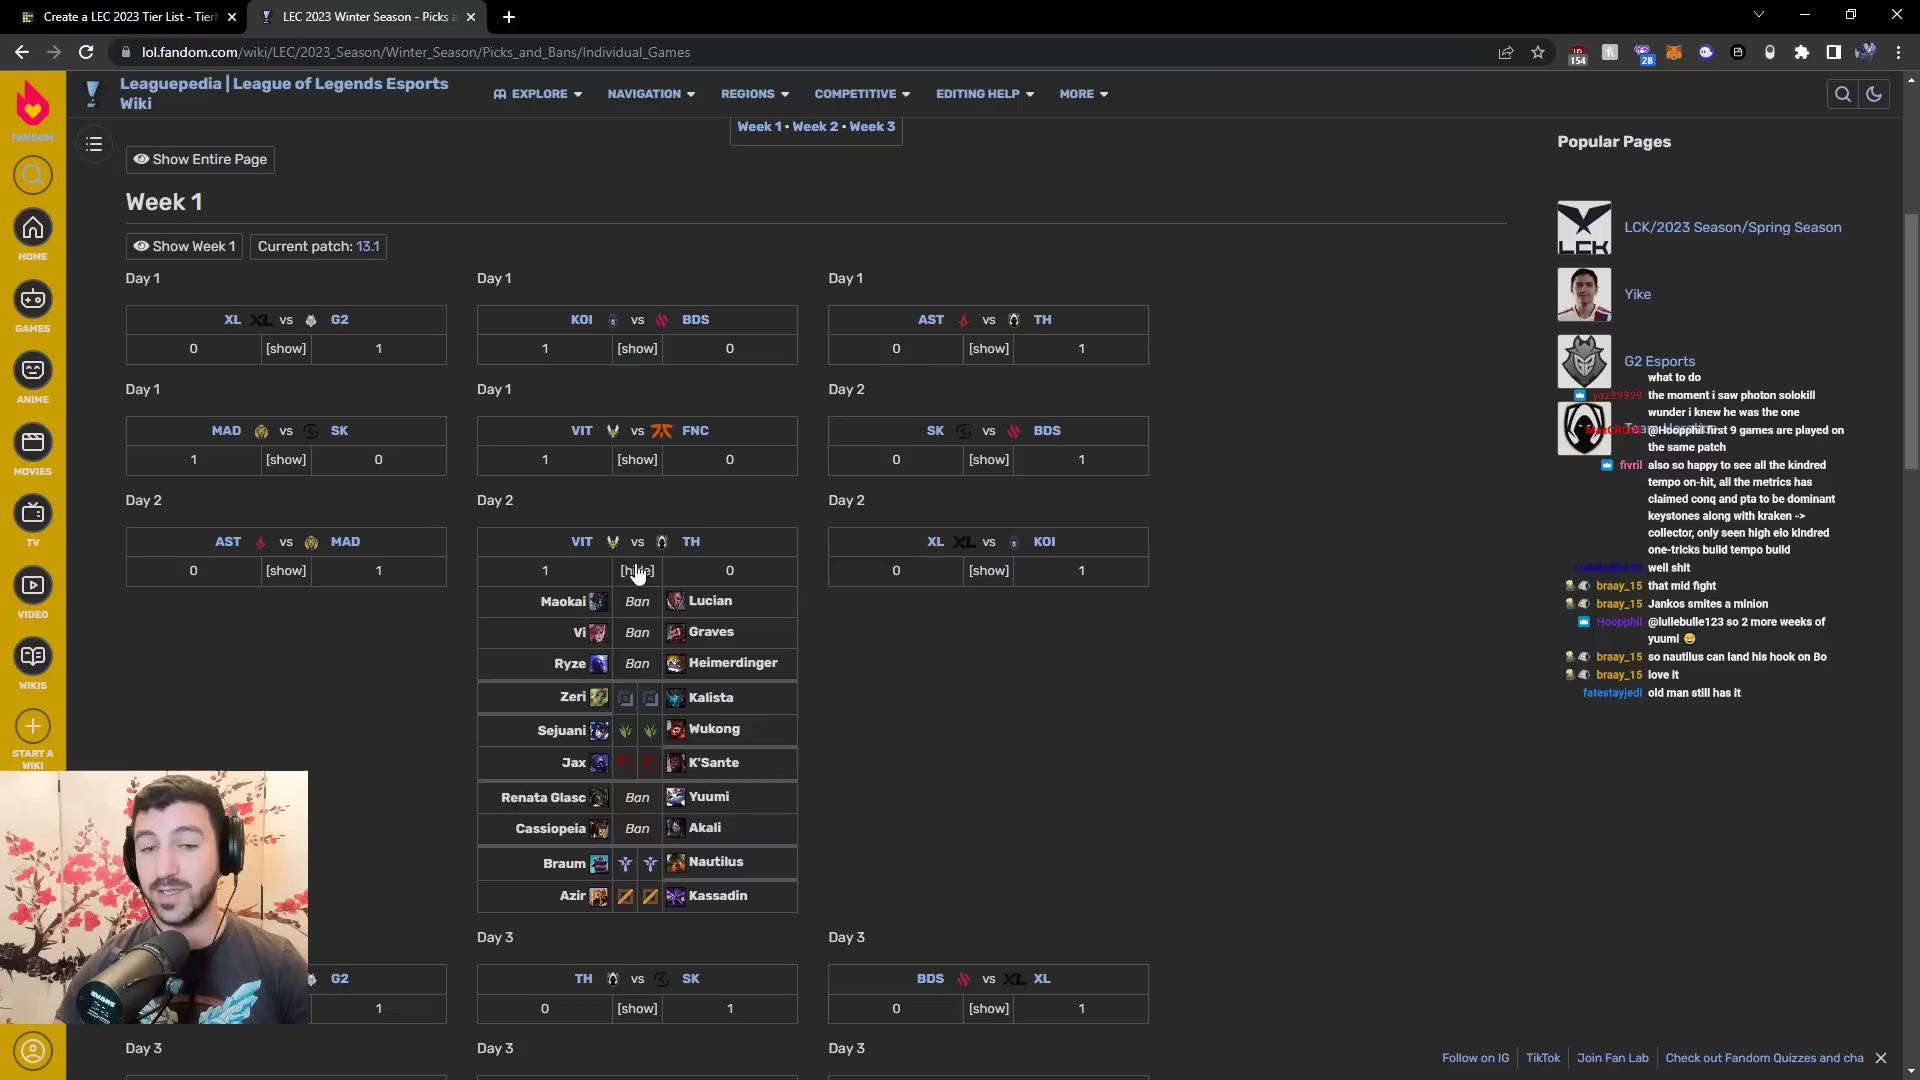 Create a LEC 2023 Tier List - Tier
LEC 2023 Winter Season - Picks a
lol.fandom.com/wiki/LEC/2023_Season/Winter_Season/Picks_and_Bans/Individual_Games
154
28
FANDOM
HOME
GAMES
ANIME
MOVIES
TV
VIDEO
WIKIS
START A
WIKI
Leaguepedia | League of Legends Esports
Wiki
EXPLORE
NAVIGATION
REGIONS
COMPETITIVE
EDITING HELP
MORE
Week 1 • Week 2 • Week 3
Show Entire Page
Week 1
Show Week 1
Current patch: 13.1
Day 1
XL XL vs G2
0 [show] 1
Day 1
KOI vs BDS
1 [show] 0
Day 1
AST vs TH
0 [show] 1
Day 1
MAD vs SK
1 [show] 0
Day 1
VIT vs FNC
1 [show] 0
Day 2
SK vs BDS
0 [show] 1
Day 2
AST vs MAD
0 [show] 1
Day 2
VIT vs TH
1 [hide] 0
Maokai Ban Lucian
Vi Ban Graves
Ryze Ban Heimerdinger
Zeri Kalista
Sejuani Wukong
Jax K'Sante
Renata Glasc Ban Yuumi
Cassiopeia Ban Akali
Braum Nautilus
Azir Kassadin
Day 2
XL XL vs KOI
0 [show] 1
G2
1
Day 3
TH vs SK
0 [show] 1
Day 3
BDS vs XL XL
0 [show] 1
Day 3
Day 3
Day 3
Popular Pages
LCK
LCK/2023 Season/Spring Season
Yike
G2 Esports
what to do
yaz99999 the moment i saw photon solokill
wunder i knew he was the one
@Hoopphil first 9 games are played on
the same patch
fivril also so happy to see all the kindred
tempo on-hit, all the metrics has
claimed conq and pta to be dominant
keystones along with kraken ->
collector, only seen high elo kindred
one-tricks build tempo build
well shit
braay_15 that mid fight
braay_15 Jankos smites a minion
Hoopphil @lullebulle123 so 2 more weeks of
yuumi
braay_15 so nautilus can land his hook on Bo
braay_15 love it
fatestayjedi old man still has it
Follow on IG
TikTok
Join Fan Lab
Check out Fandom Quizzes and cha